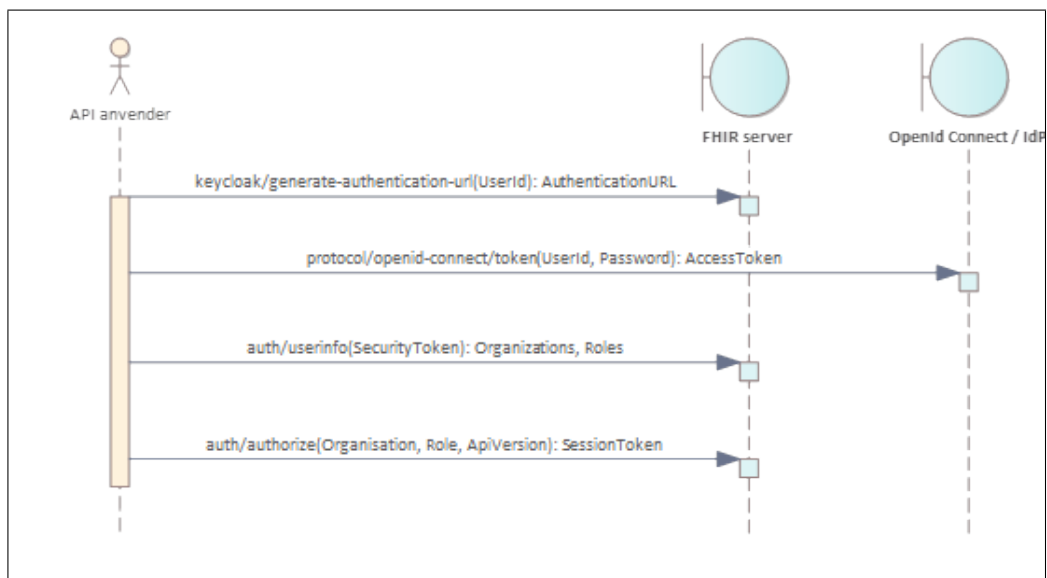 API anvender
FHIR server
OpenId Connect / IdP
keycloak/generate-authentication-url(UserId): AuthenticationURL
protocol/openid-connect/token(UserId, Password): AccessToken
auth/userinfo(SecurityToken): Organizations, Roles
auth/authorize(Organisation, Role, ApiVersion): SessionToken